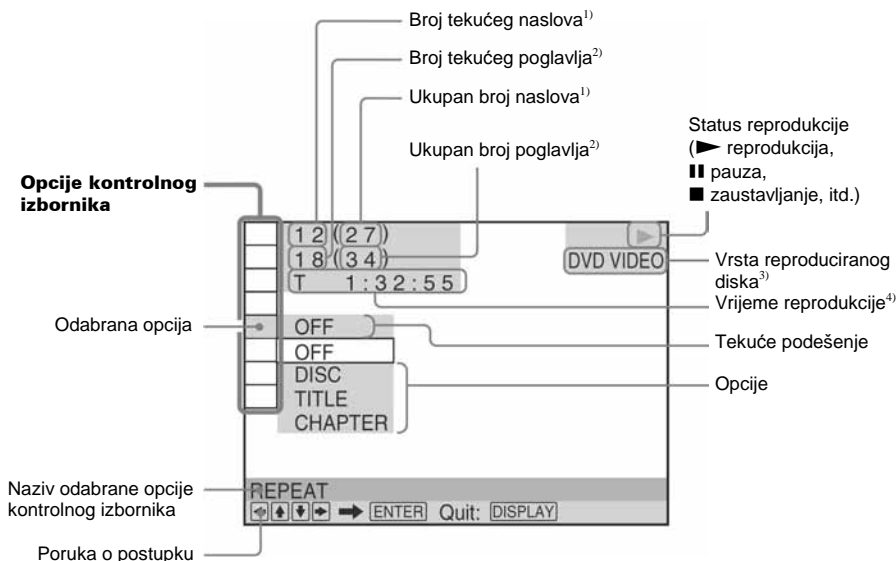 Broj tekućeg naslova1)
Broj tekućeg poglavlja2)
Ukupan broj naslova1)
Ukupan broj poglavlja2)
Status reprodukcije
(► reprodukcija,
❚❚ pauza,
■ zaustavljanje, itd.)
Opcije kontrolnog
izbornika
12 (27)
18 (34)
T 1:32:55
DVD VIDEO
Vrsta reproduciranog
diska3)
Vrijeme reprodukcije4)
Odabrana opcija
OFF
Tekuće podešenje
OFF
DISC
TITLE
CHAPTER
Opcije
Naziv odabrane opcije
kontrolnog izbornika
REPEAT
ENTER Quit: DISPLAY
Poruka o postupku